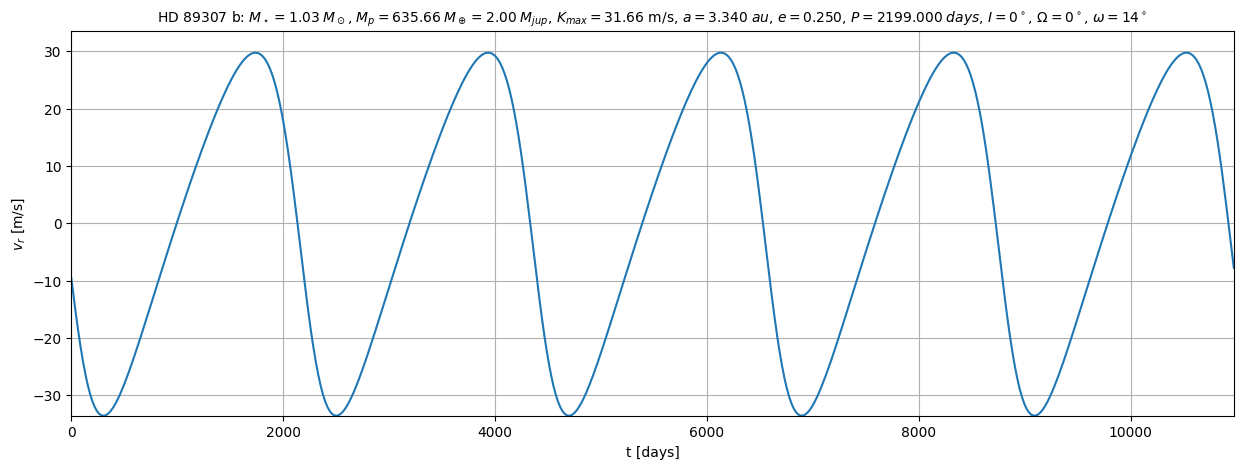 HD 89307 b: M⋆ = 1.03 M⊙, Mp = 635.66 M⊕ = 2.00 Mjup, Kmax = 31.66 m/s, a = 3.340 au, e = 0.250, P = 2199.000 days, I = 0°, Ω = 0°, ω = 14°
30
20
10
0
−10
−20
−30
vr [m/s]
0 2000 4000 6000 8000 10000
t [days]